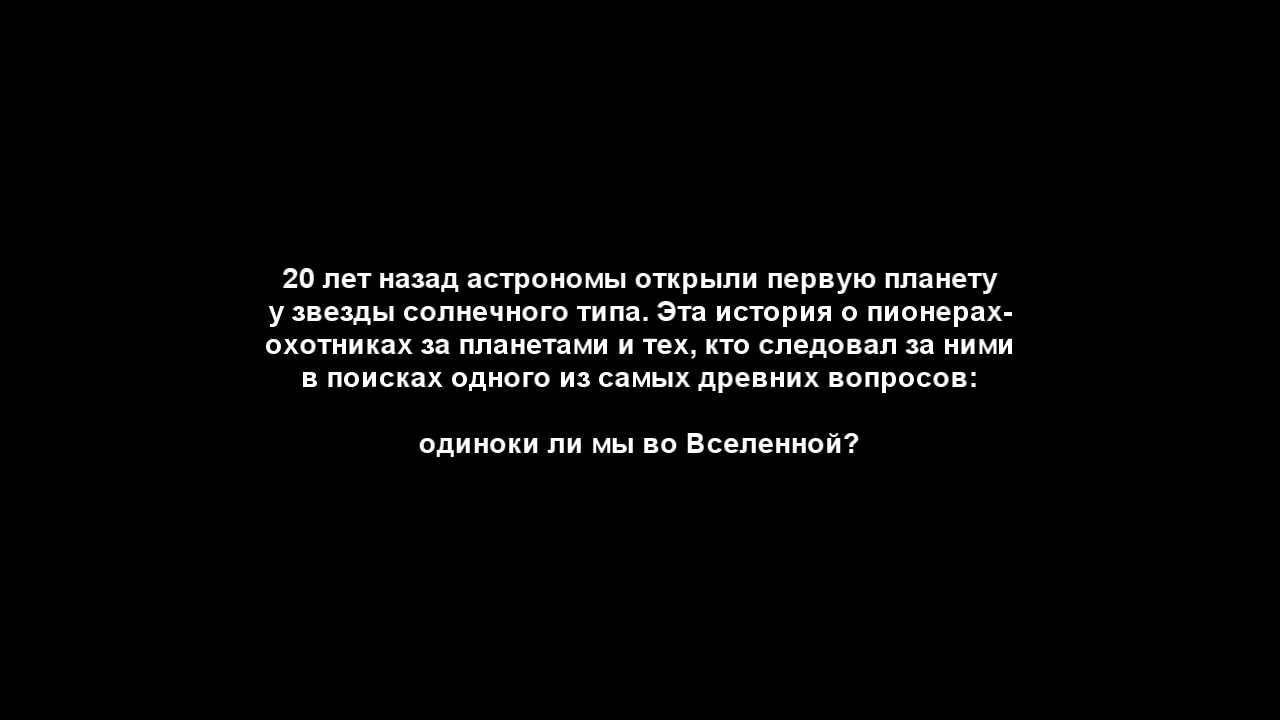 20 лет назад астрономы открыли первую планету
у звезды солнечного типа. Эта история о пионерах-
охотниках за планетами и тех, кто следовал за ними
в поисках одного из самых древних вопросов:
одиноки ли мы во Вселенной?